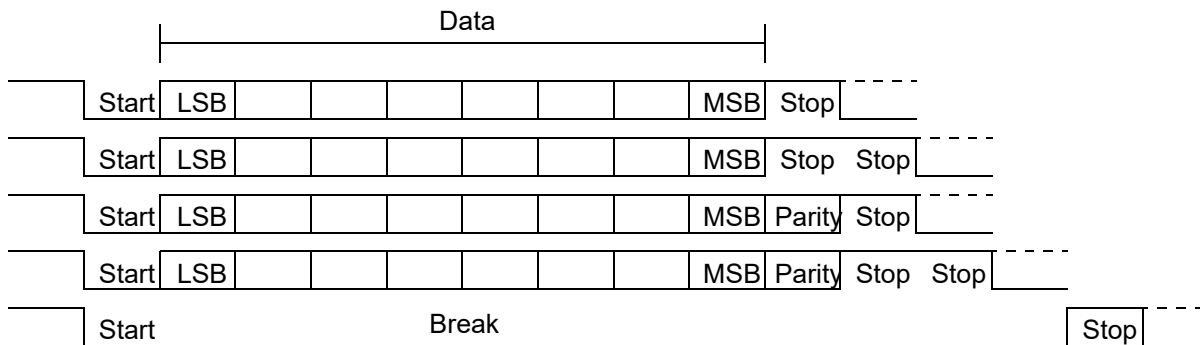 Data
Start LSB MSB Stop
Start LSB MSB Stop Stop
Start LSB MSB Parity Stop
Start LSB MSB Parity Stop Stop
Start Break Stop